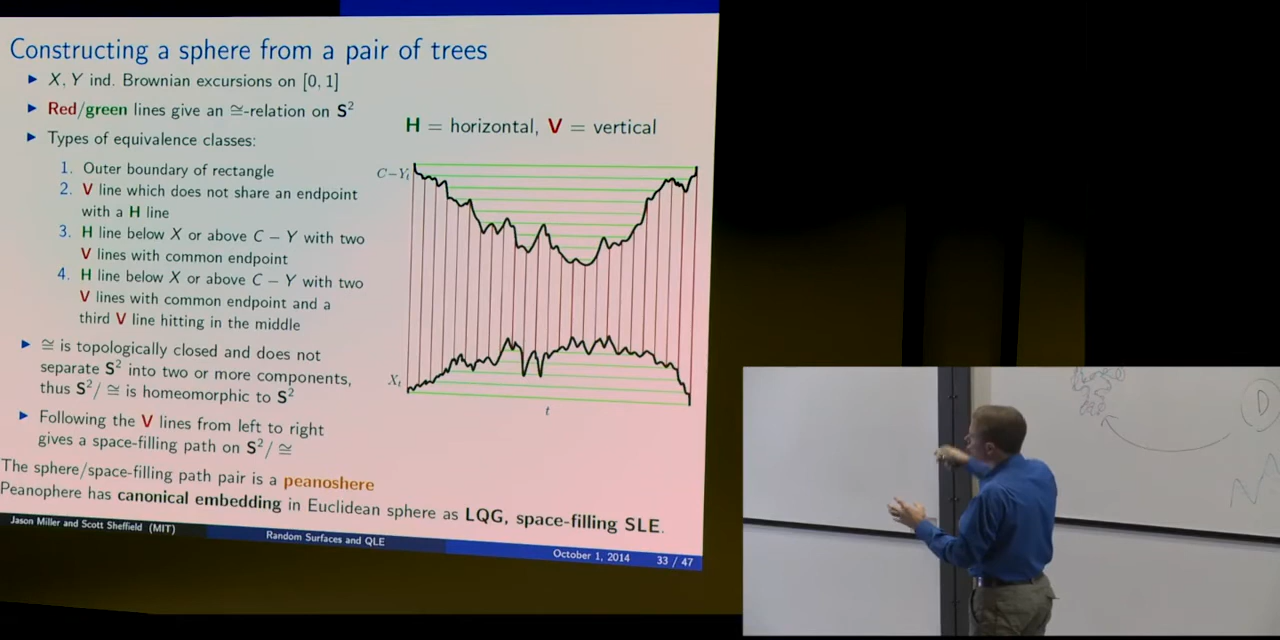 Constructing a sphere from a pair of trees
▶ X, Y ind. Brownian excursions on [0, 1]
▶ Red/green lines give an ≅-relation on S²
▶ Types of equivalence classes:
1. Outer boundary of rectangle
2. V line which does not share an endpoint
with a H line
3. H line below X or above C − Y with two
V lines with common endpoint
4. H line below X or above C − Y with two
V lines with common endpoint and a
third V line hitting in the middle
▶ ≅ is topologically closed and does not
separate S² into two or more components,
thus S²/ ≅ is homeomorphic to S²
▶ Following the V lines from left to right
gives a space-filling path on S²/ ≅
The sphere/space-filling path pair is a peanoshere
Peanophere has canonical embedding in Euclidean sphere as LQG, space-filling SLE.
H = horizontal, V = vertical
C−Yₜ
Xₜ
t
Jason Miller and Scott Sheffield (MIT)
Random Surfaces and QLE
October 1, 2014
33 / 47
D